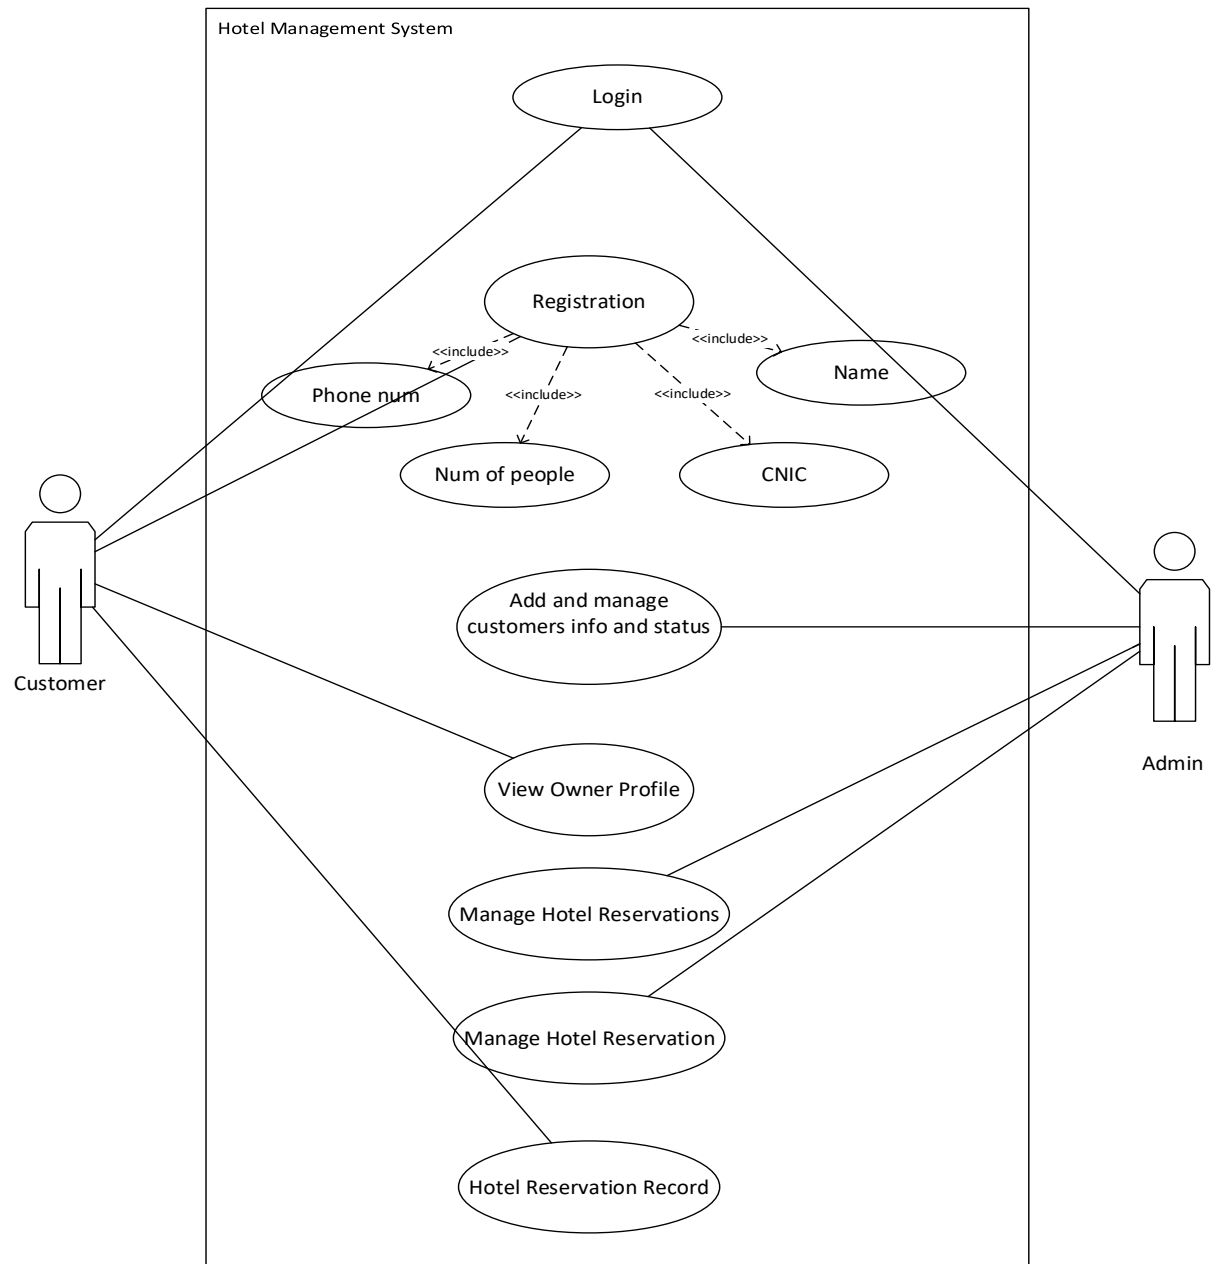 Hotel Management System
Login
Registration
<<include>>
<<include>>
<<include>>
<<include>>
Phone num
Name
Num of people
CNIC
Add and manage
customers info and status
Customer
Admin
View Owner Profile
Manage Hotel Reservations
Manage Hotel Reservation
Hotel Reservation Record